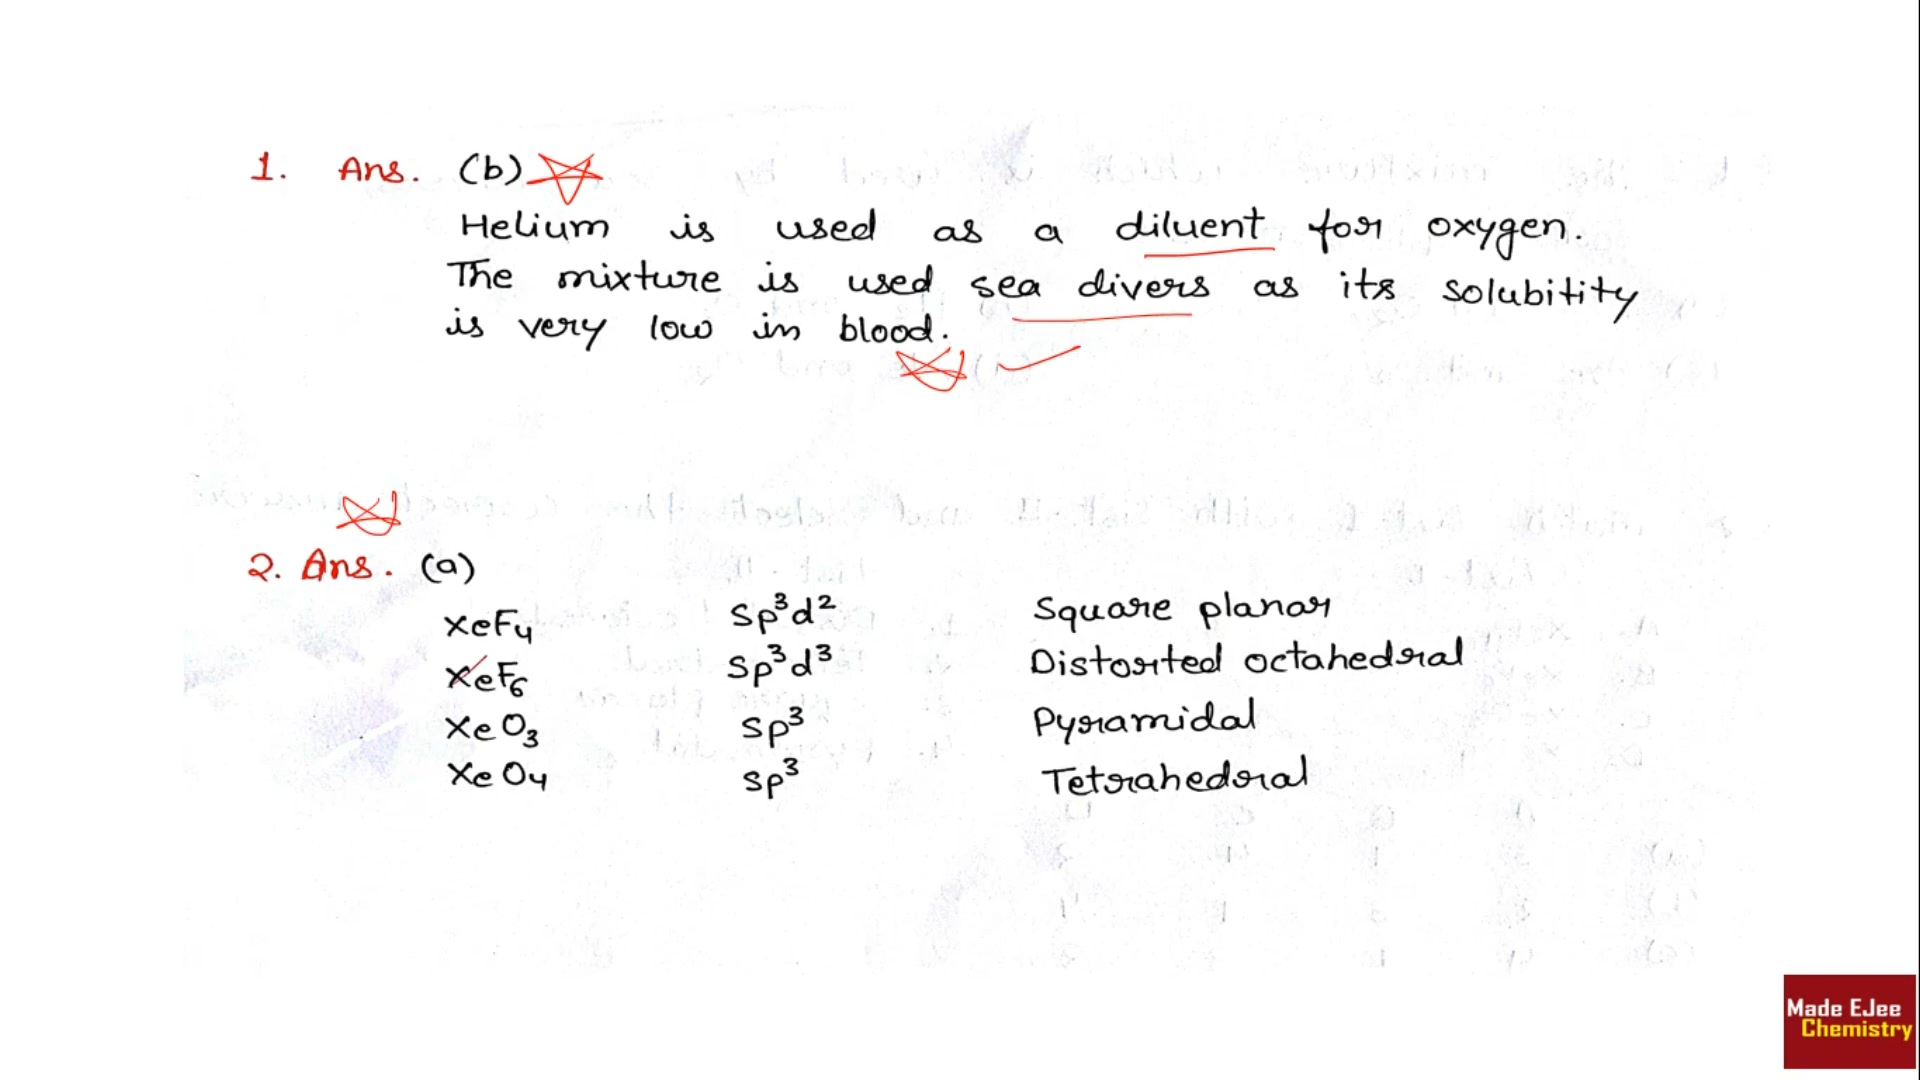 1. Ans. (b)
Helium is used as a diluent for oxygen.
The mixture is used sea divers as its solubitity
is very low in blood.
2. Ans. (a)
XeF₄ Sp³d² Square planar
XeF₆ Sp³d³ Distorted octahedral
XeO₃ Sp³ Pyramidal
XeO₄ Sp³ Tetrahedral
Made EJee
Chemistry